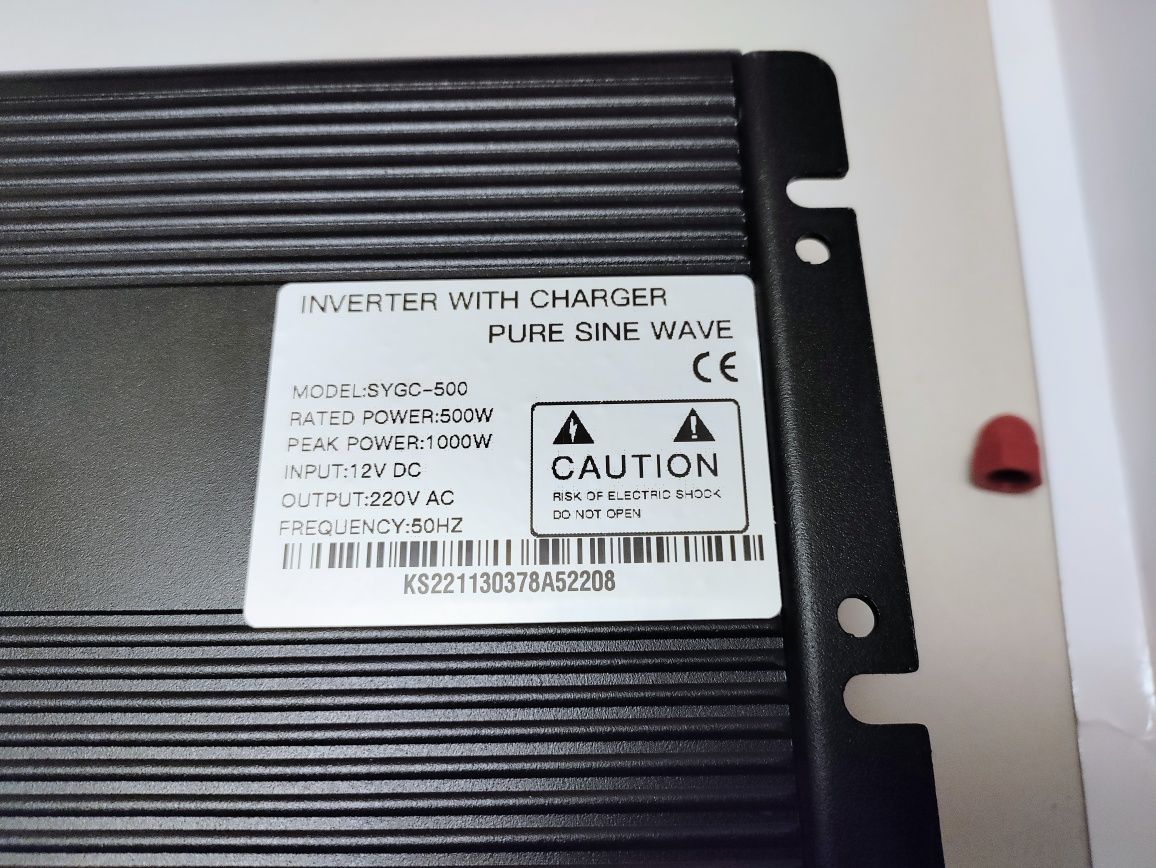 INVERTER WITH CHARGER
PURE SINE WAVE
CE
MODEL:SYGC-500
RATED POWER:500W
PEAK POWER:1000W
INPUT:12V DC
OUTPUT:220V AC
FREQUENCY:50HZ
CAUTION
RISK OF ELECTRIC SHOCK
DO NOT OPEN
KS221130378A52208